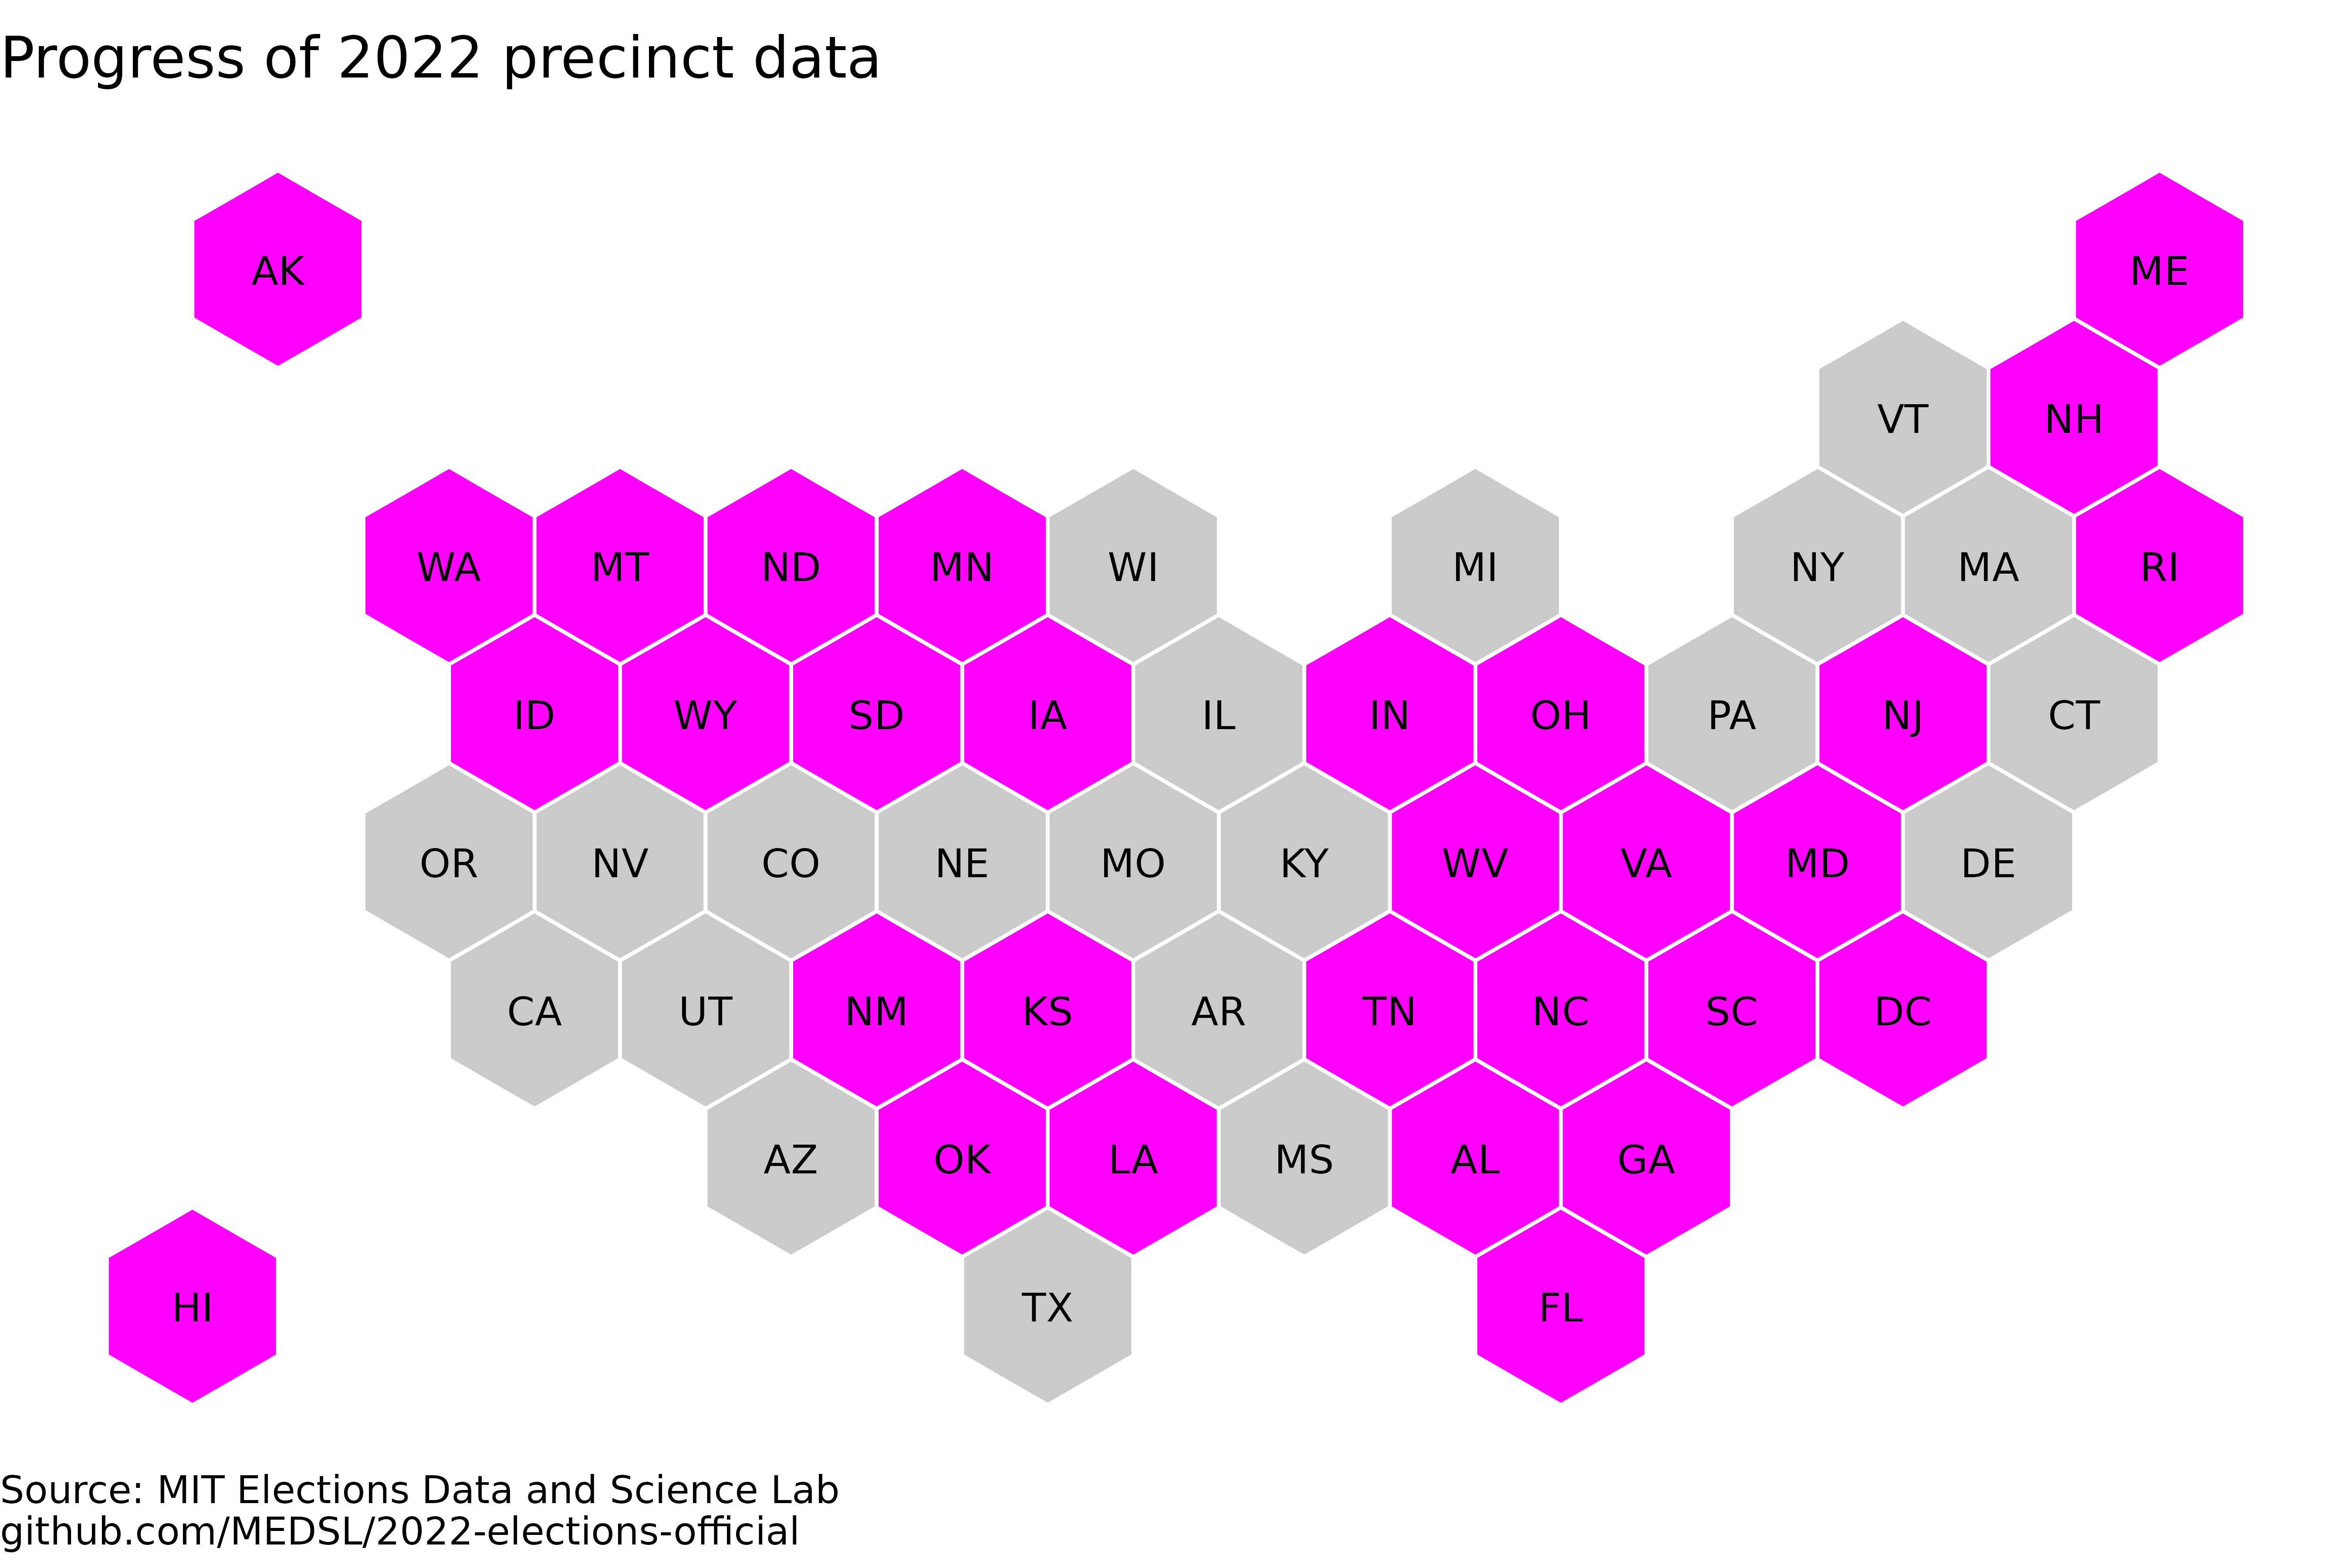 Progress of 2022 precinct data
AK
ME
VT
NH
WA
MT
ND
MN
WI
MI
NY
MA
RI
ID
WY
SD
IA
IL
IN
OH
PA
NJ
CT
OR
NV
CO
NE
MO
KY
WV
VA
MD
DE
CA
UT
NM
KS
AR
TN
NC
SC
DC
AZ
OK
LA
MS
AL
GA
HI
TX
FL
Source: MIT Elections Data and Science Lab
github.com/MEDSL/2022-elections-official